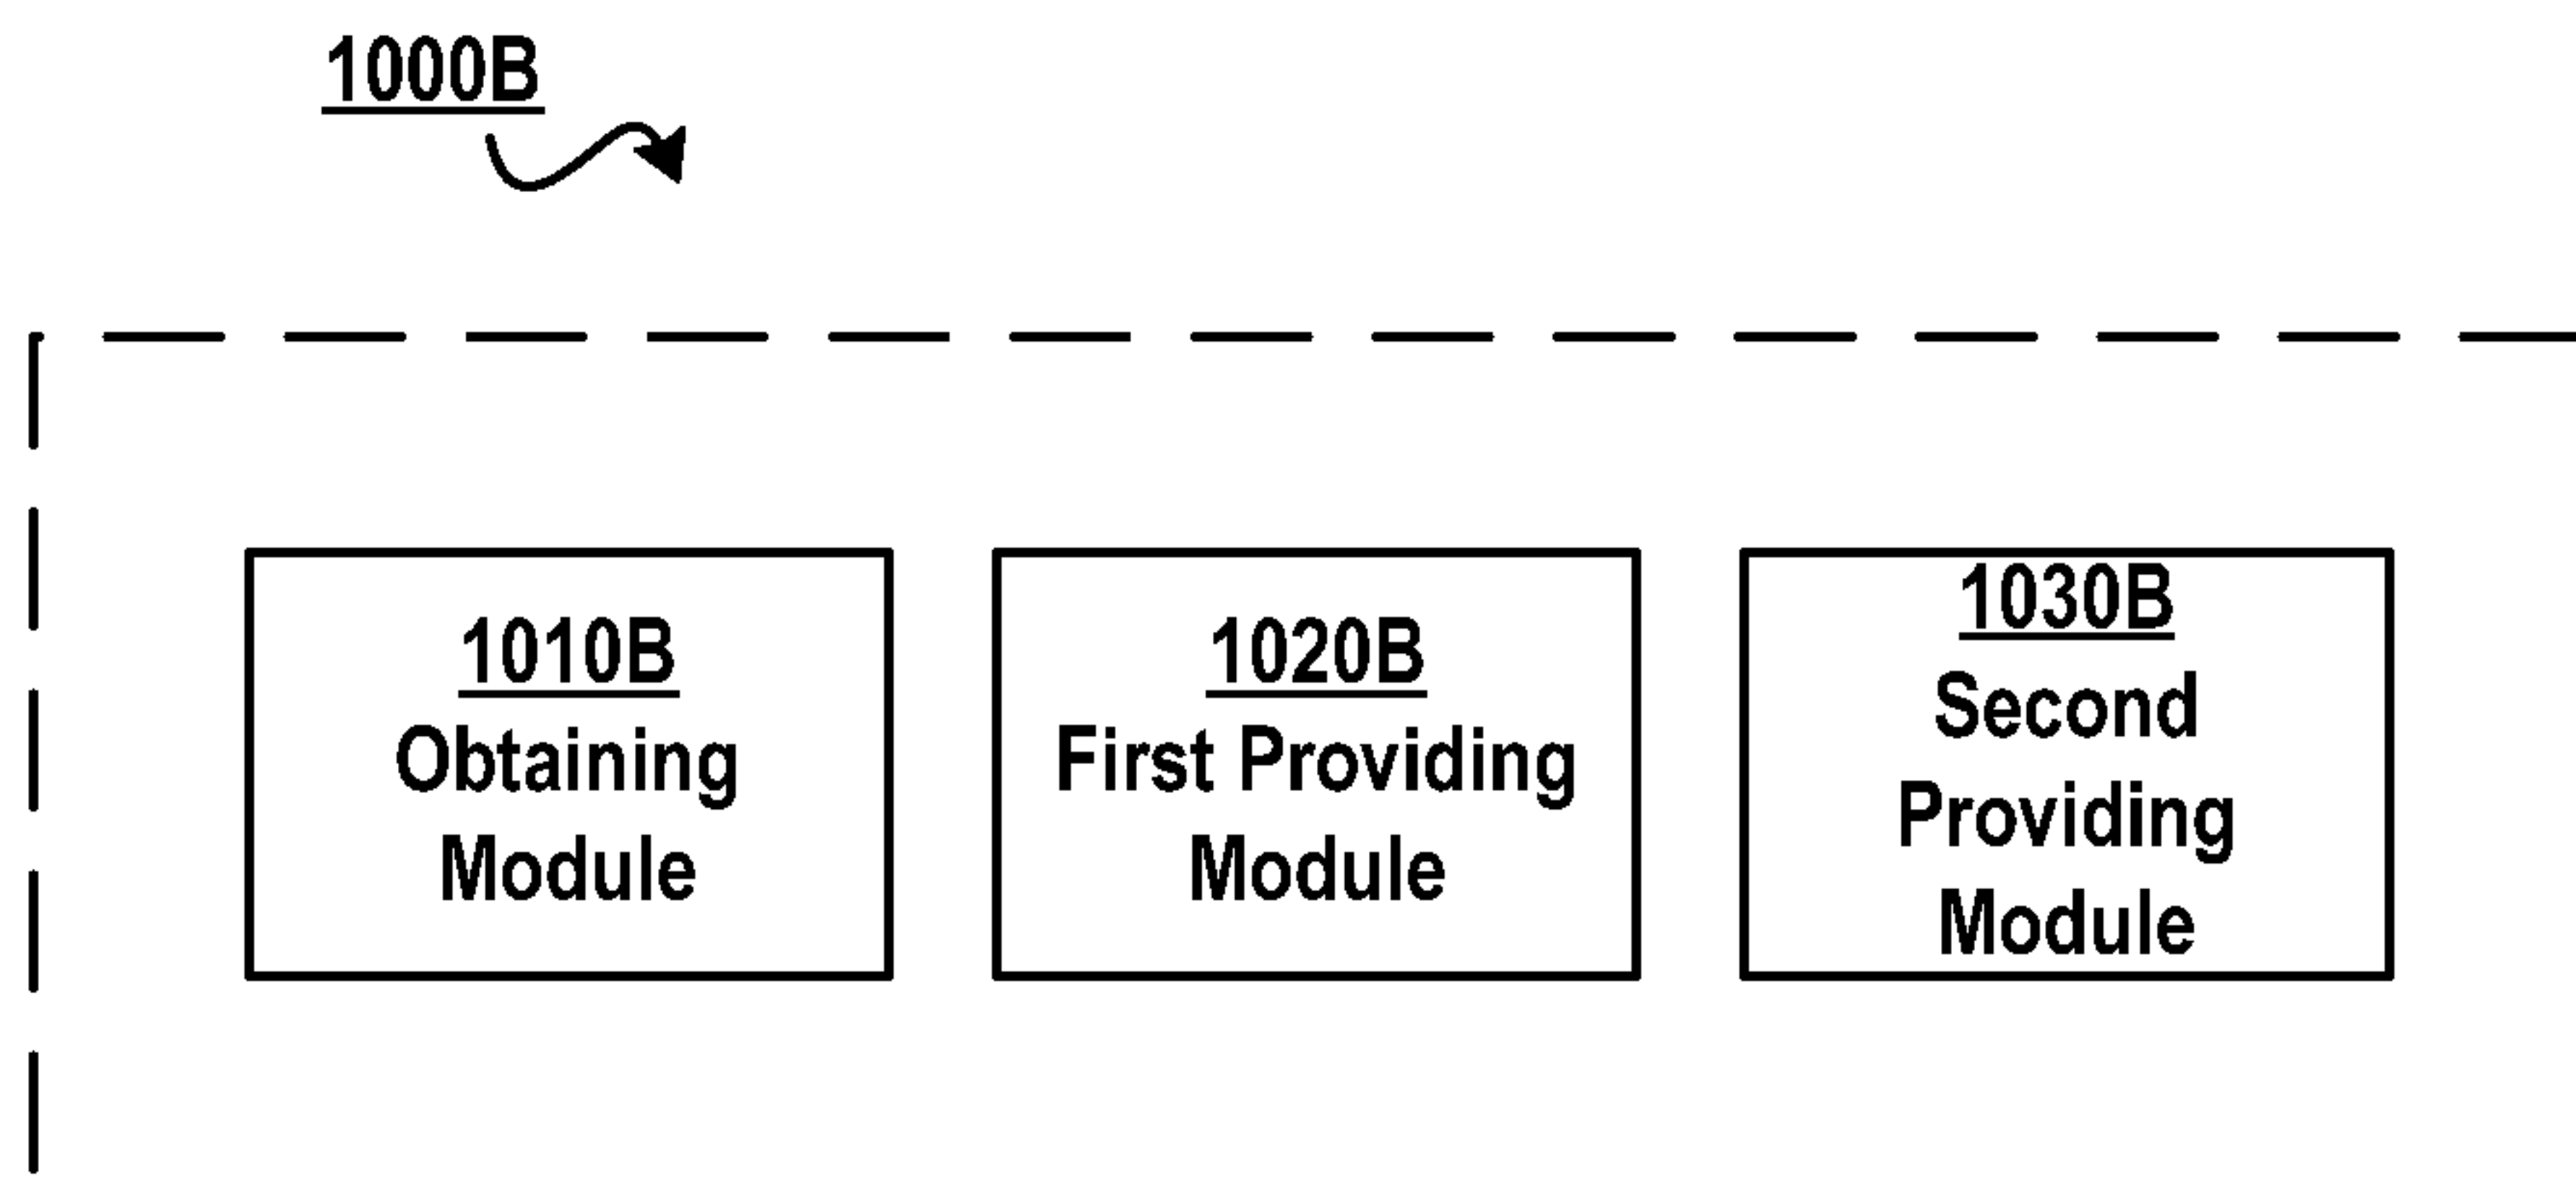 1000B
1010B
Obtaining
Module
1020B
First Providing
Module
1030B
Second
Providing
Module